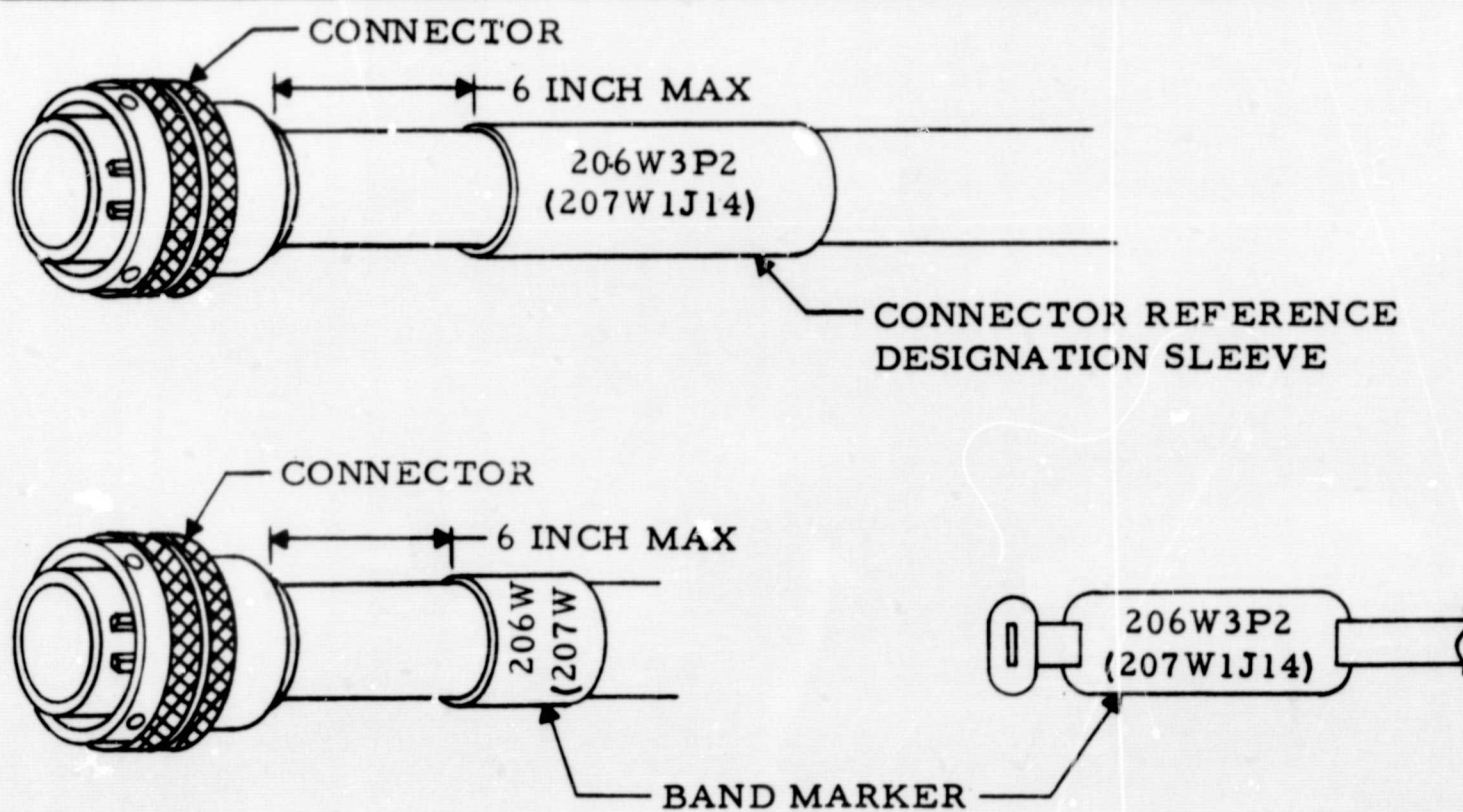 CONNECTOR
6 INCH MAX
206W3P2
(207W1J14)
CONNECTOR REFERENCE
DESIGNATION SLEEVE
CONNECTOR
6 INCH MAX
206W
(207W
206W3P2
(207W1J14)
BAND MARKER